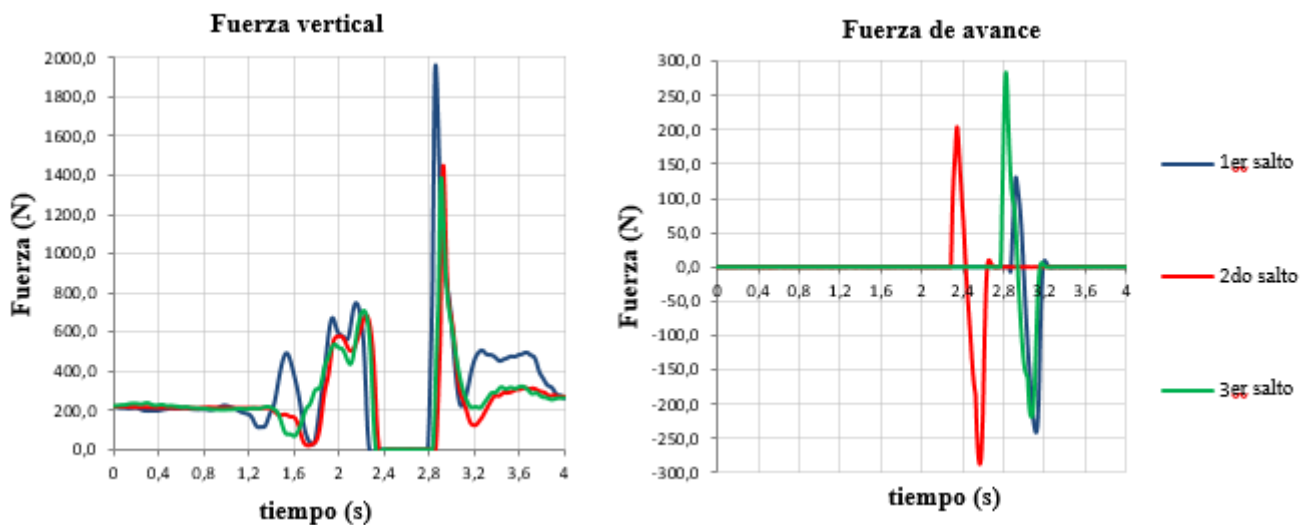 Fuerza vertical
2000,0
1800,0
1600,0
1400,0
1200,0
1000,0
800,0
600,0
400,0
200,0
0,0
0 0,4 0,8 1,2 1,6 2 2,4 2,8 3,2 3,6 4
Fuerza (N)
tiempo (s)
Fuerza de avance
300,0
250,0
200,0
150,0
100,0
50,0
0,0
-50,0
-100,0
-150,0
-200,0
-250,0
-300,0
0 0,4 0,8 1,2 1,6 2 2,4 2,8 3,2 3,6 4
Fuerza (N)
tiempo (s)
1er salto
2do salto
3er salto